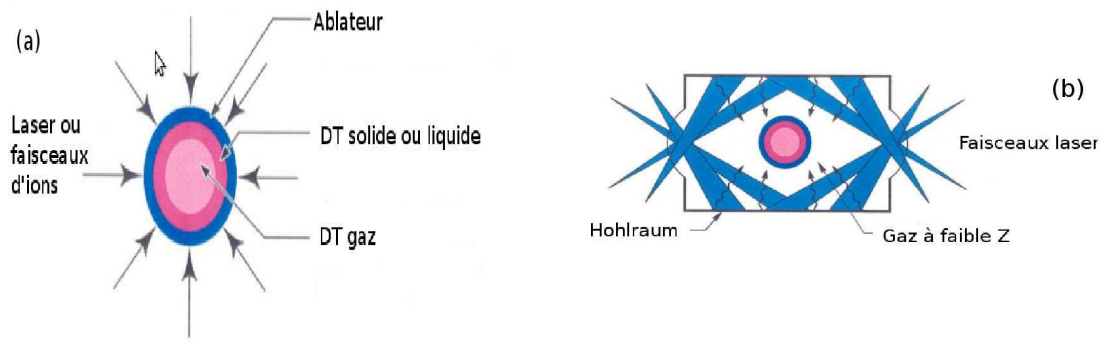 (a)
Ablateur
Laser ou
faisceaux
d'ions
DT solide ou liquide
DT gaz
(b)
Faisceaux laser
Hohlraum
Gaz à faible Z